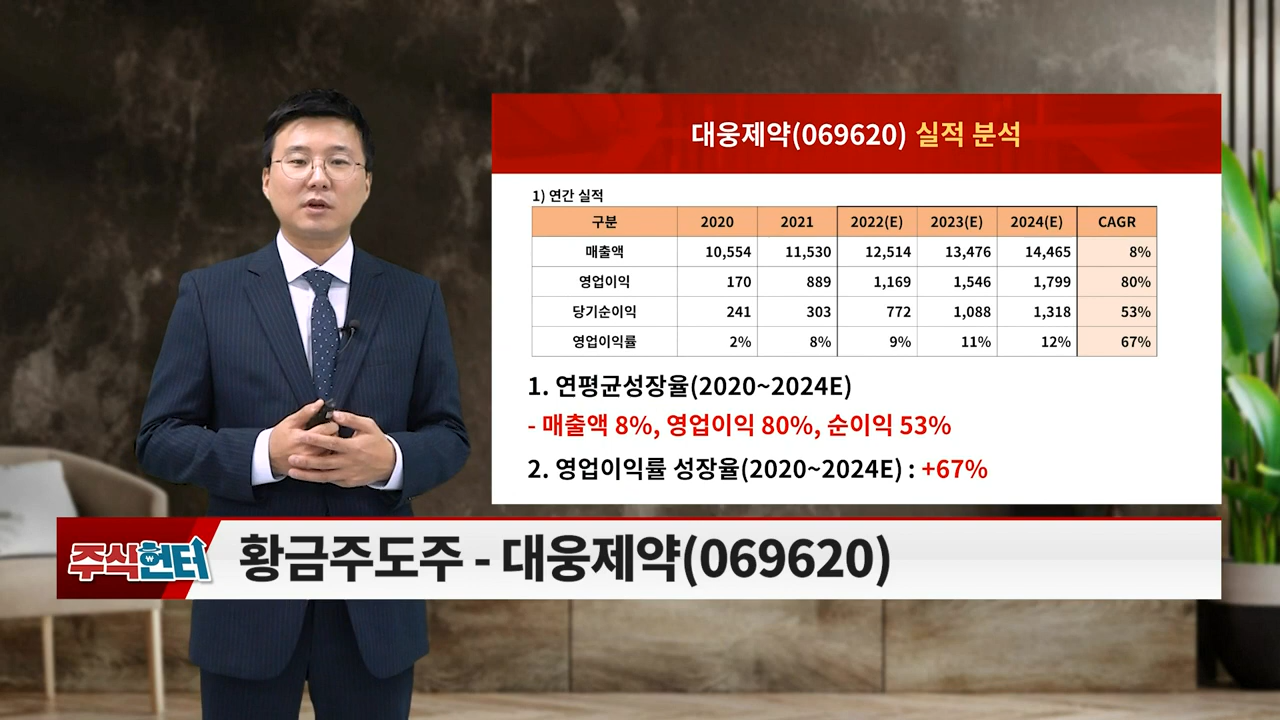 대웅제약(069620) 실적 분석
1) 연간 실적
구분 2020 2021 2022(E) 2023(E) 2024(E) CAGR
매출액 10,554 11,530 12,514 13,476 14,465 8%
영업이익 170 889 1,169 1,546 1,799 80%
당기순이익 241 303 772 1,088 1,318 53%
영업이익률 2% 8% 9% 11% 12% 67%
1. 연평균성장율(2020~2024E)
- 매출액 8%, 영업이익 80%, 순이익 53%
2. 영업이익률 성장율(2020~2024E) : +67%
주식헌터 황금주도주 - 대웅제약(069620)